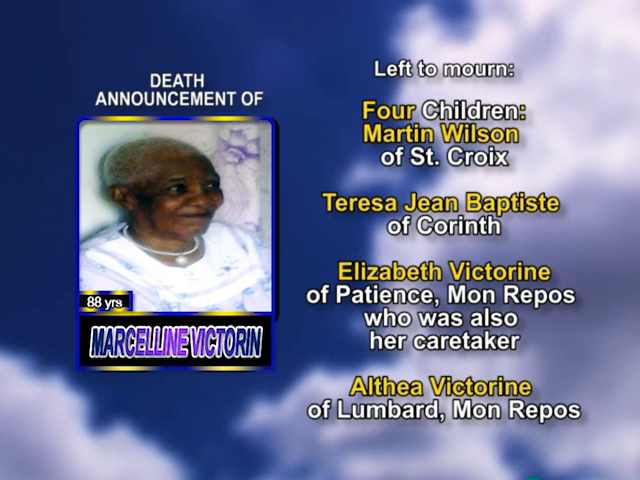 DEATH
ANNOUNCEMENT OF
88 yrs
MARCELLINE VICTORIN
Left to mourn:
Four Children:
Martin Wilson
of St. Croix
Teresa Jean Baptiste
of Corinth
Elizabeth Victorine
of Patience, Mon Repos
who was also
her caretaker
Althea Victorine
of Lumbard, Mon Repos